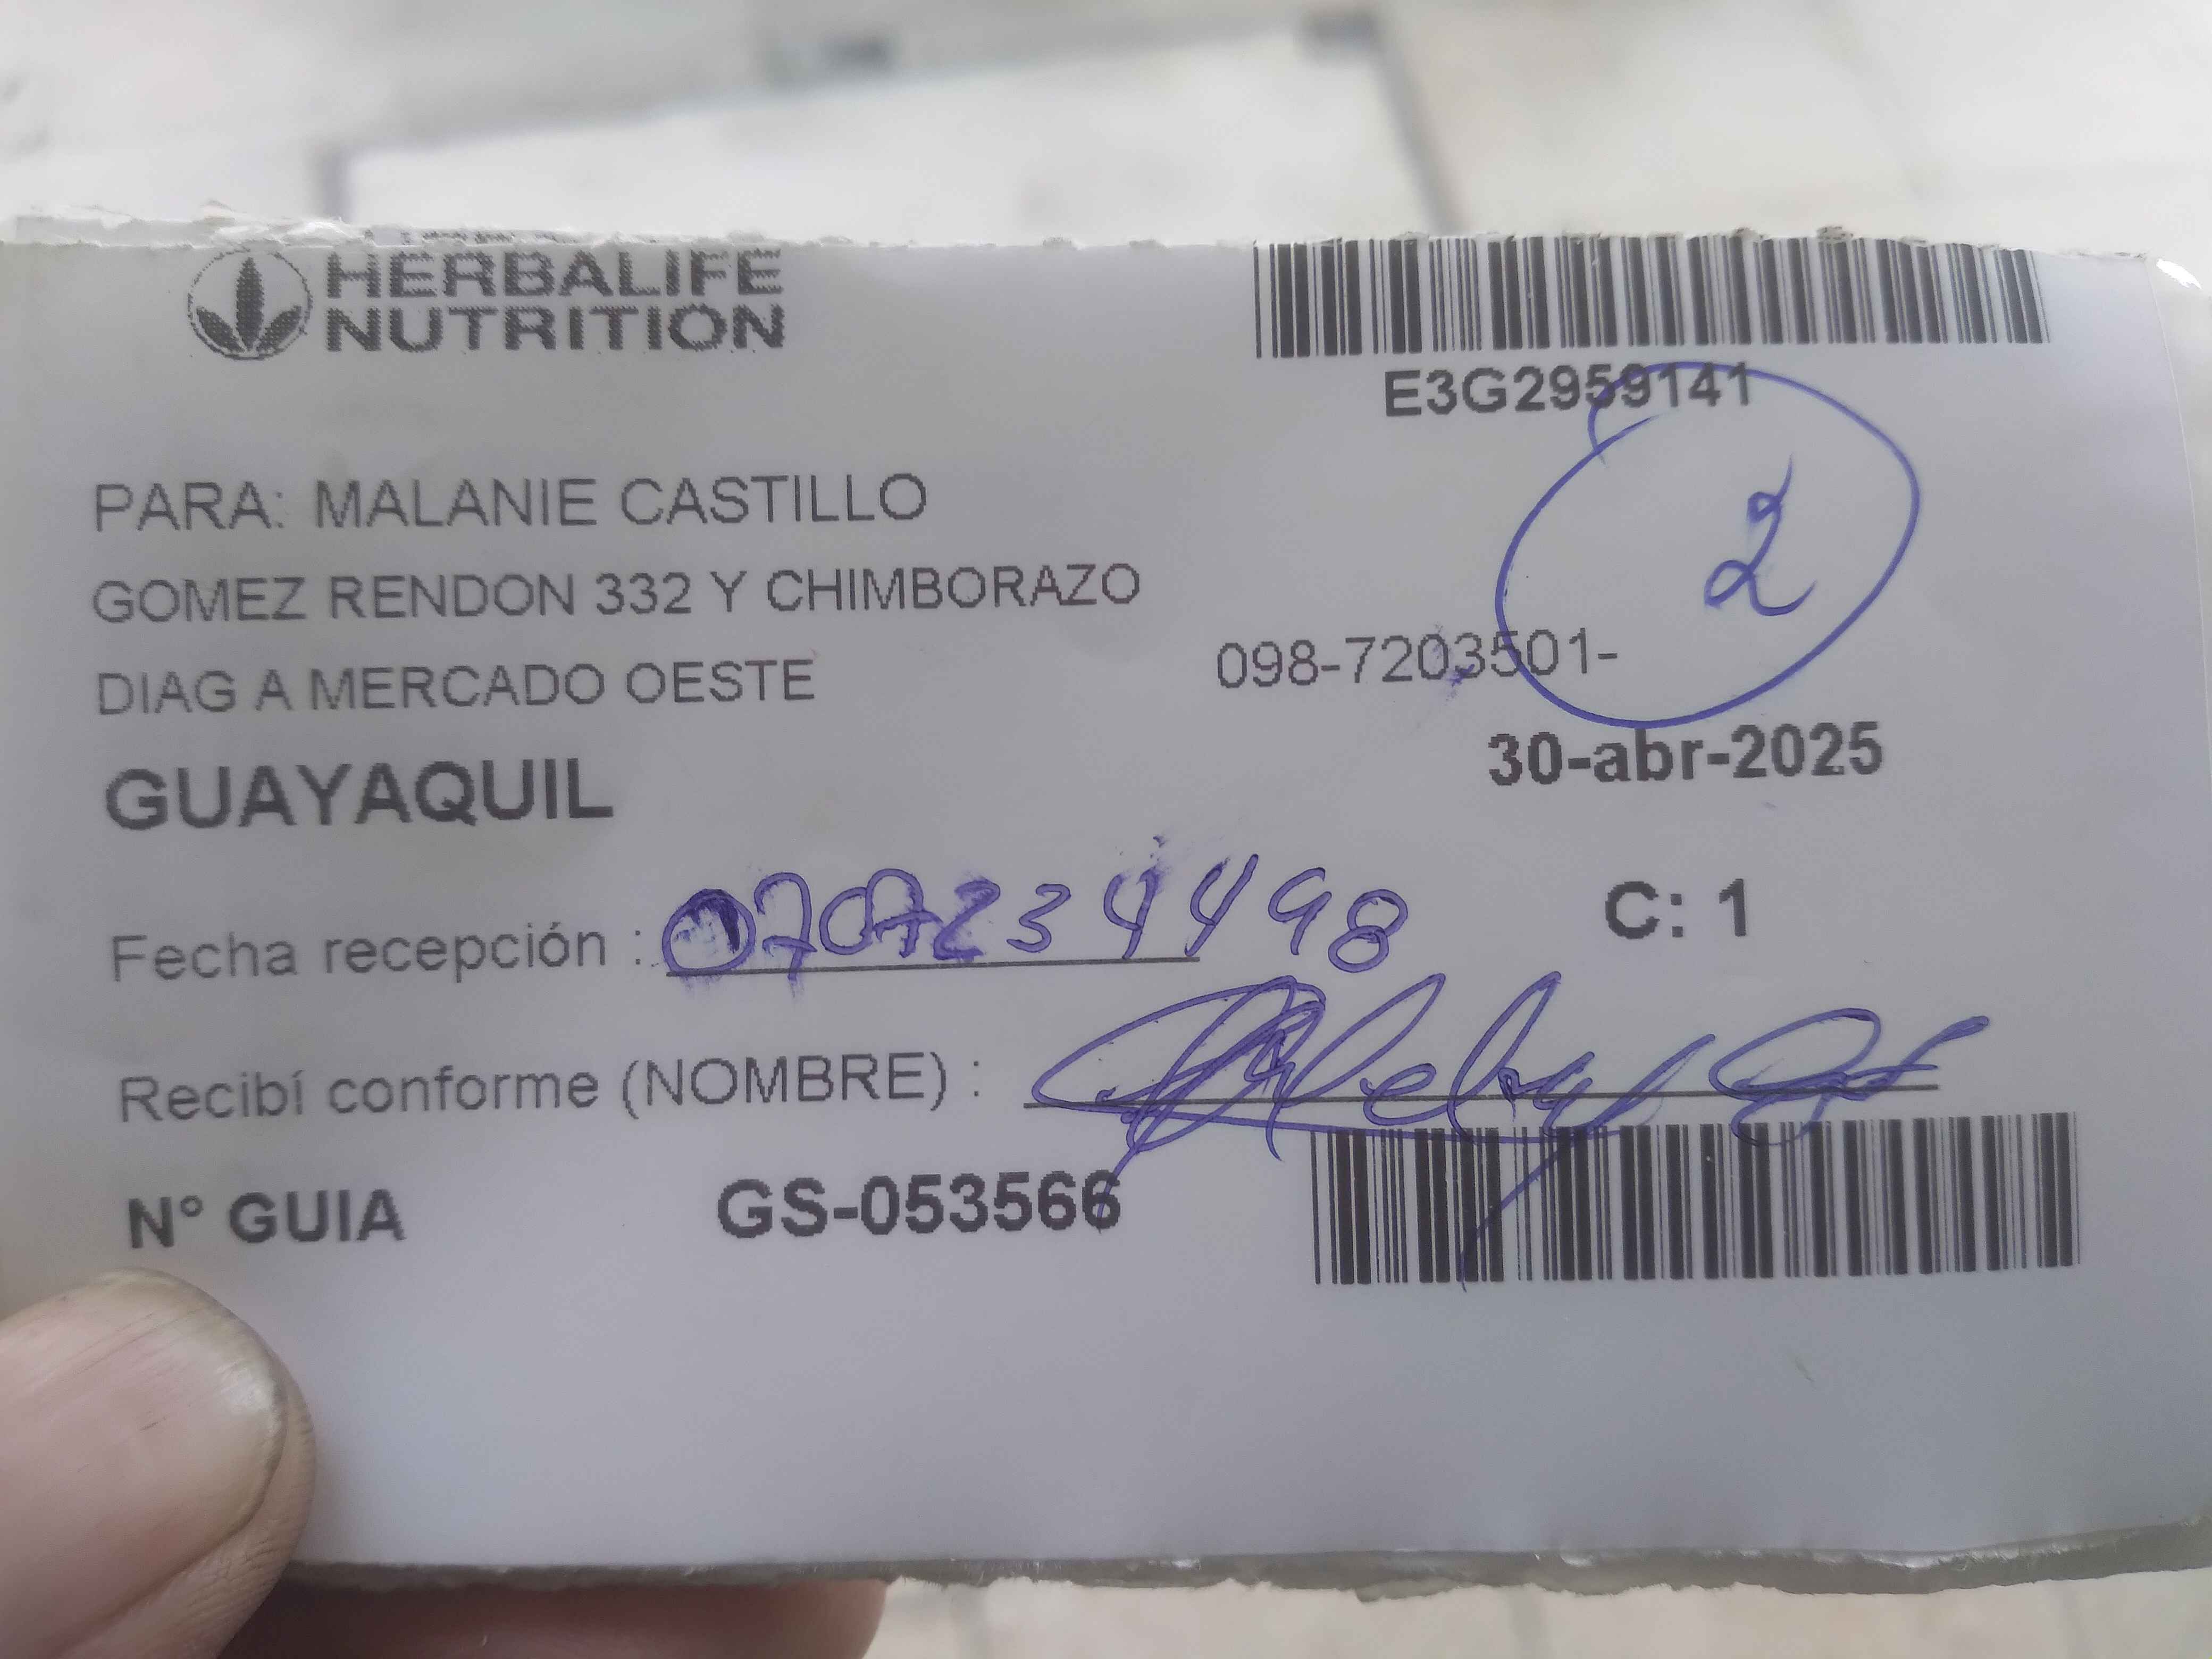 HERBALIFE
NUTRITION
E3G2959141
2
PARA: MALANIE CASTILLO
GOMEZ RENDON 332 Y CHIMBORAZO
098-7203501-
DIAG A MERCADO OESTE
30-abr-2025
GUAYAQUIL
C: 1
Fecha recepción :
Recibí conforme (NOMBRE) :
N° GUIA GS-053566